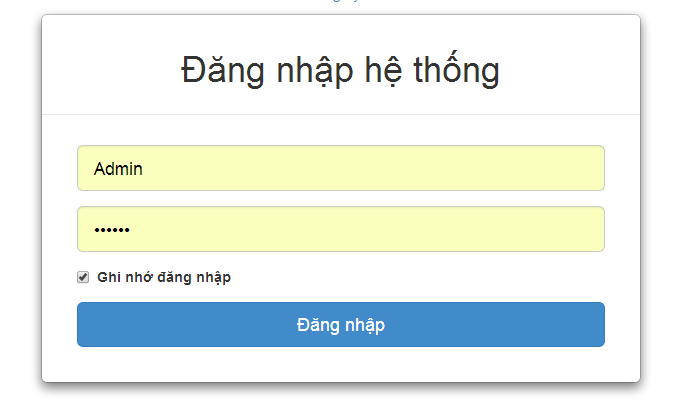 Đăng nhập hệ thống
Admin
••••••
Ghi nhớ đăng nhập
Đăng nhập